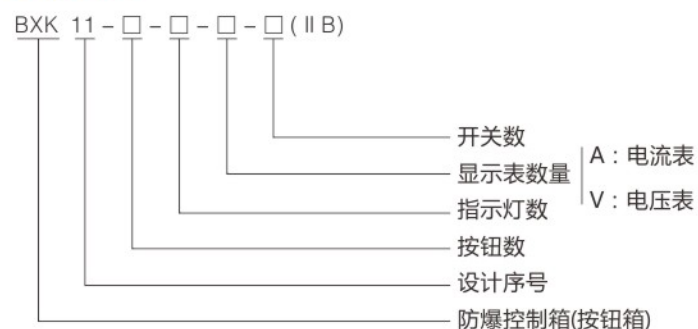 BXK 11-□-□-□-□(ⅡB)
开关数
显示表数量
A：电流表
V：电压表
指示灯数
按钮数
设计序号
防爆控制箱(按钮箱)